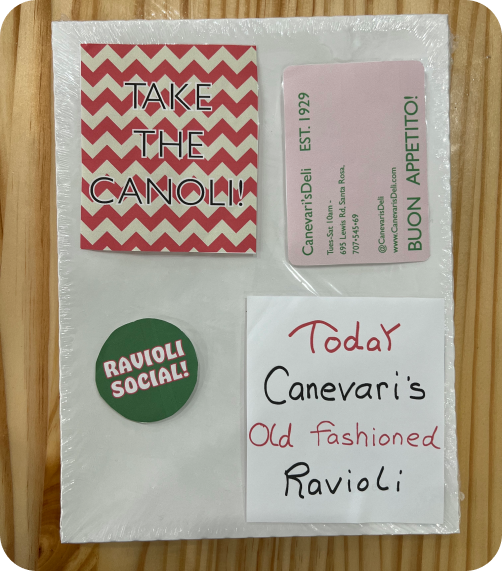 TAKE
THE
CANOLI!
Canevari'sDeli EST. 1929
Tues-Sat 10am -
695 Lewis Rd, Santa Rosa,
707-545-69
@CanevarisDeli
www.CanevarisDeli.com
BUON APPETITO!
RAVIOLI
SOCIAL!
Today
Canevari's
Old fashioned
Ravioli